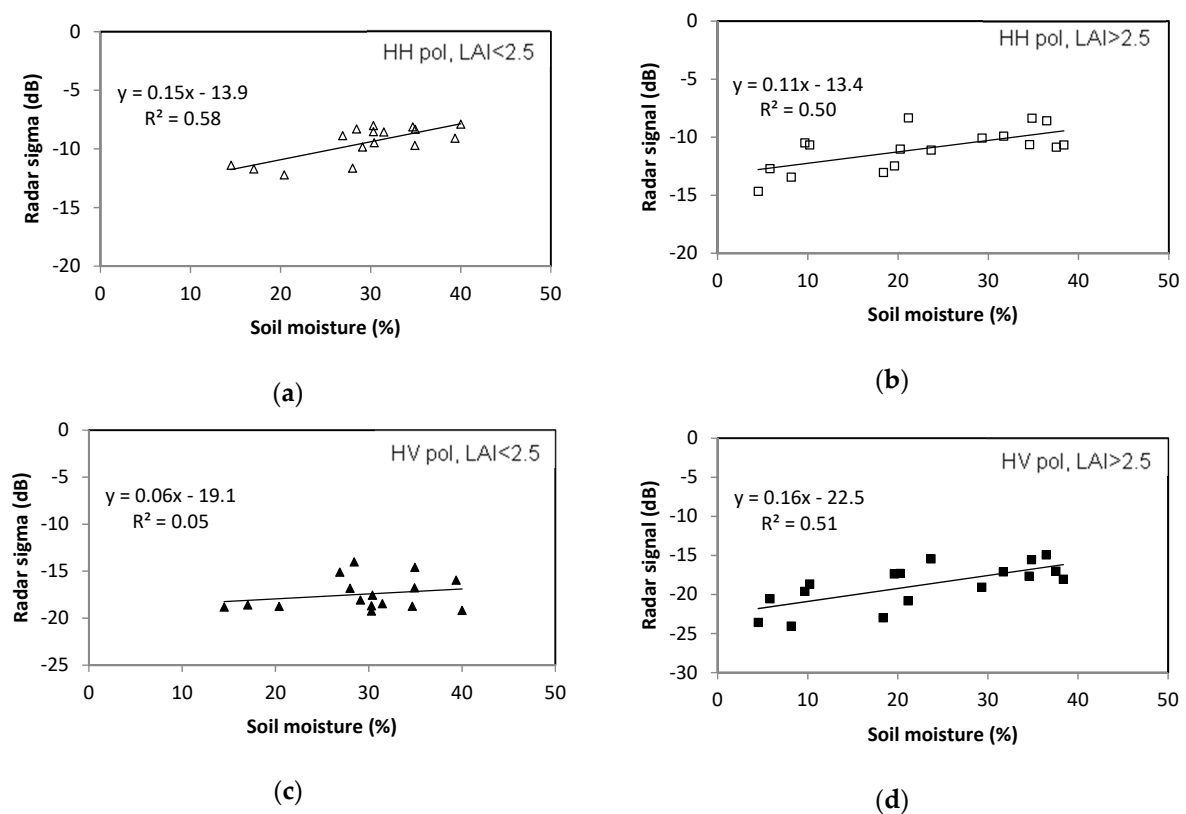 0
-5
-10
-15
-20
Radar sigma (dB)
HH pol, LAI<2.5
y = 0.15x - 13.9
R² = 0.58
0 10 20 30 40 50
Soil moisture (%)
(a)
0
-5
-10
-15
-20
Radar signal (dB)
HH pol, LAI>2.5
y = 0.11x - 13.4
R² = 0.50
0 10 20 30 40 50
Soil moisture (%)
(b)
0
-5
-10
-15
-20
-25
Radar sigma (dB)
HV pol, LAI<2.5
y = 0.06x - 19.1
R² = 0.05
0 10 20 30 40 50
Soil moisture (%)
(c)
0
-5
-10
-15
-20
-25
-30
Radar signal (dB)
HV pol, LAI>2.5
y = 0.16x - 22.5
R² = 0.51
0 10 20 30 40 50
Soil moisture (%)
(d)